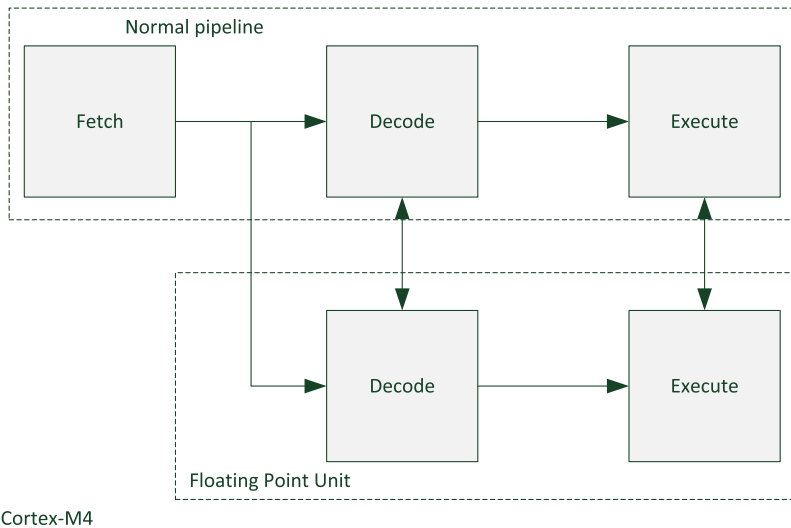 Normal pipeline
Fetch
Decode
Execute
Decode
Execute
Floating Point Unit
Cortex-M4